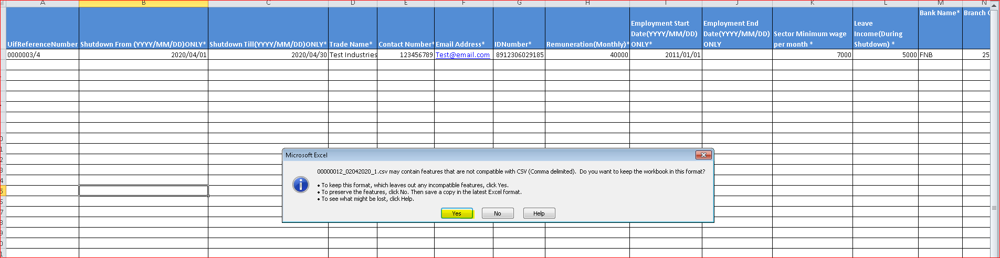 A B C D E F G H I J K L M N
Bank Name* Branch C
Employment Start Employment End Leave
Date(YYYY/MM/DD) Date(YYYY/MM/DD) Sector Minimum wage Income(During
UifReferenceNumber Shutdown From (YYYY/MM/DD)ONLY* Shutdown Till(YYYY/MM/DD)ONLY* Trade Name* Contact Number* Email Address* IDNumber* Remuneration(Monthly)* ONLY* ONLY per month * Shutdown) *
0000003/4 2020/04/01 2020/04/30 Test Industries 123456789 Test@email.com 8912306029185 40000 2011/01/01 7000 5000 FNB 25
Microsoft Excel
00000012_02042020_1.csv may contain features that are not compatible with CSV (Comma delimited). Do you want to keep the workbook in this format?
• To keep this format, which leaves out any incompatible features, click Yes.
• To preserve the features, click No. Then save a copy in the latest Excel format.
• To see what might be lost, click Help.
Yes No Help